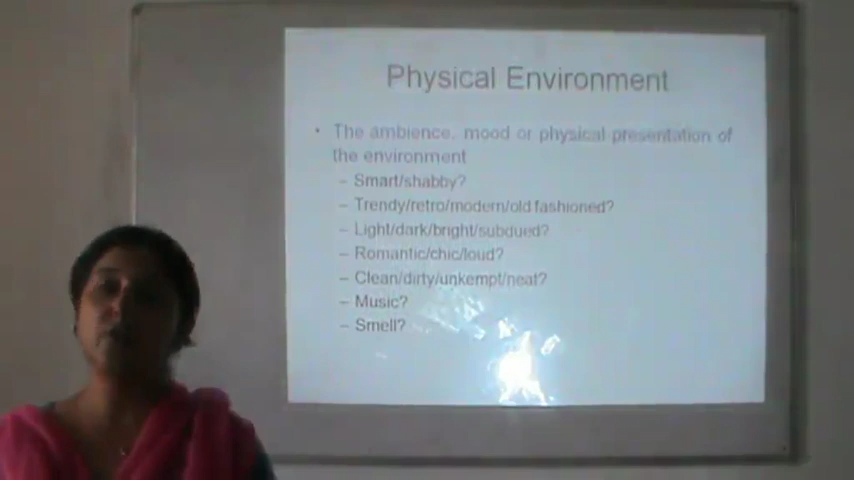 Physical Environment
• The ambience, mood or physical presentation of
the environment
– Smart/shabby?
– Trendy/retro/modern/old fashioned?
– Light/dark/bright/subdued?
– Romantic/chic/loud?
– Clean/dirty/unkempt/neat?
– Music?
– Smell?